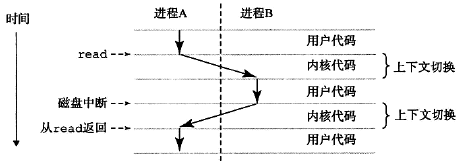 进程A 进程B
时间
用户代码
read
内核代码 上下文切换
用户代码
磁盘中断
内核代码 上下文切换
从read返回
用户代码